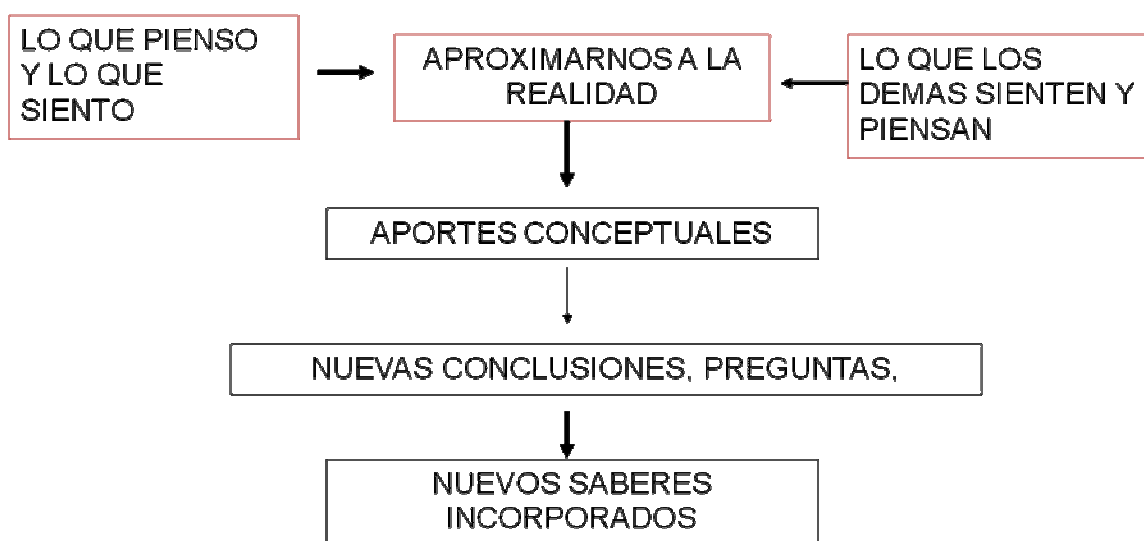 LO QUE PIENSO
Y LO QUE
SIENTO
APROXIMARNOS A LA
REALIDAD
LO QUE LOS
DEMAS SIENTEN Y
PIENSAN
APORTES CONCEPTUALES
NUEVAS CONCLUSIONES, PREGUNTAS,
NUEVOS SABERES
INCORPORADOS